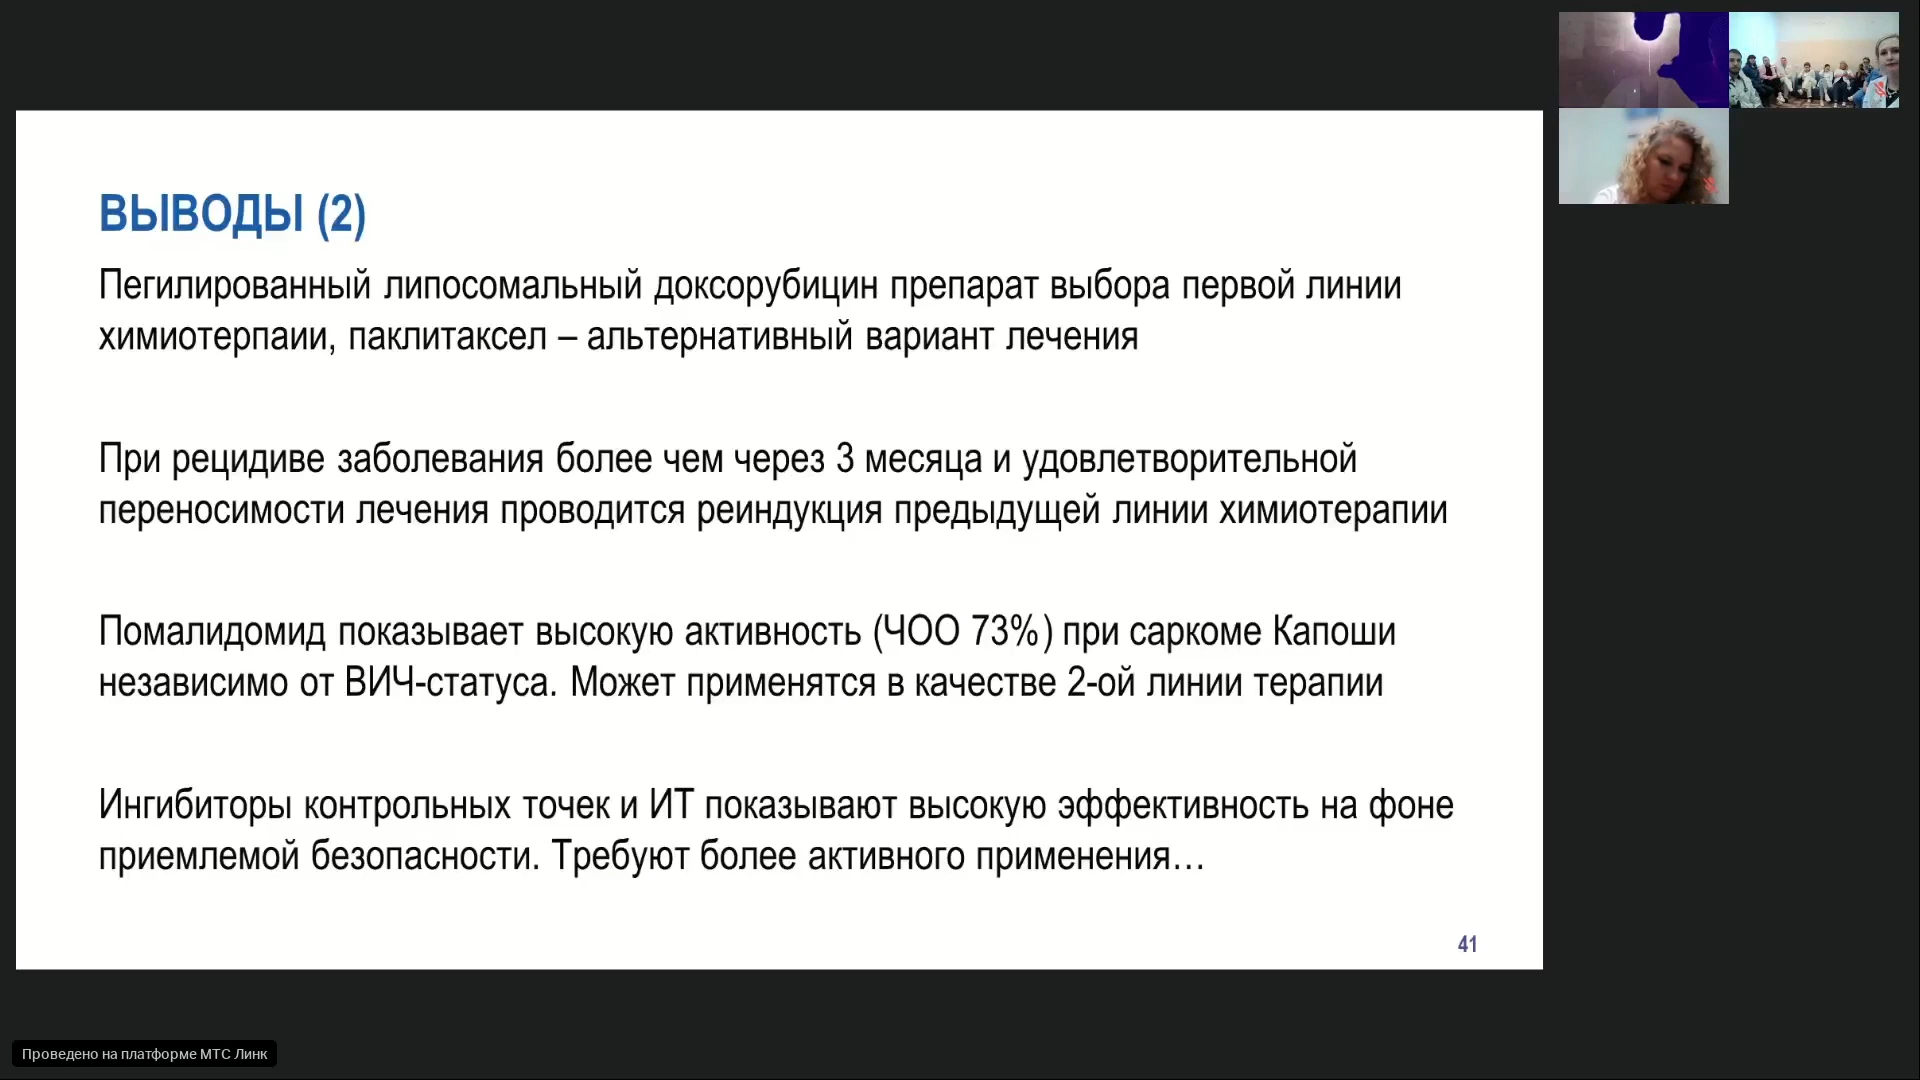 ВЫВОДЫ (2)
Пегилированный липосомальный доксорубицин препарат выбора первой линии
химиотерпаии, паклитаксел – альтернативный вариант лечения
При рецидиве заболевания более чем через 3 месяца и удовлетворительной
переносимости лечения проводится реиндукция предыдущей линии химиотерапии
Помалидомид показывает высокую активность (ЧОО 73%) при саркоме Капоши
независимо от ВИЧ-статуса. Может применятся в качестве 2-ой линии терапии
Ингибиторы контрольных точек и ИТ показывают высокую эффективность на фоне
приемлемой безопасности. Требуют более активного применения…
41
Проведено на платформе МТС Линк